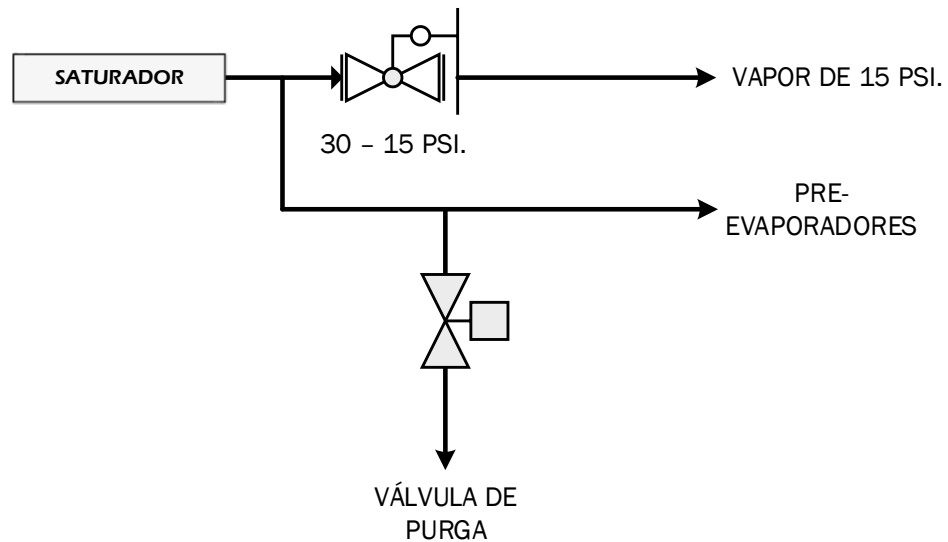 SATURADOR
VAPOR DE 15 PSI.
30 – 15 PSI.
PRE-
EVAPORADORES
VÁLVULA DE
PURGA